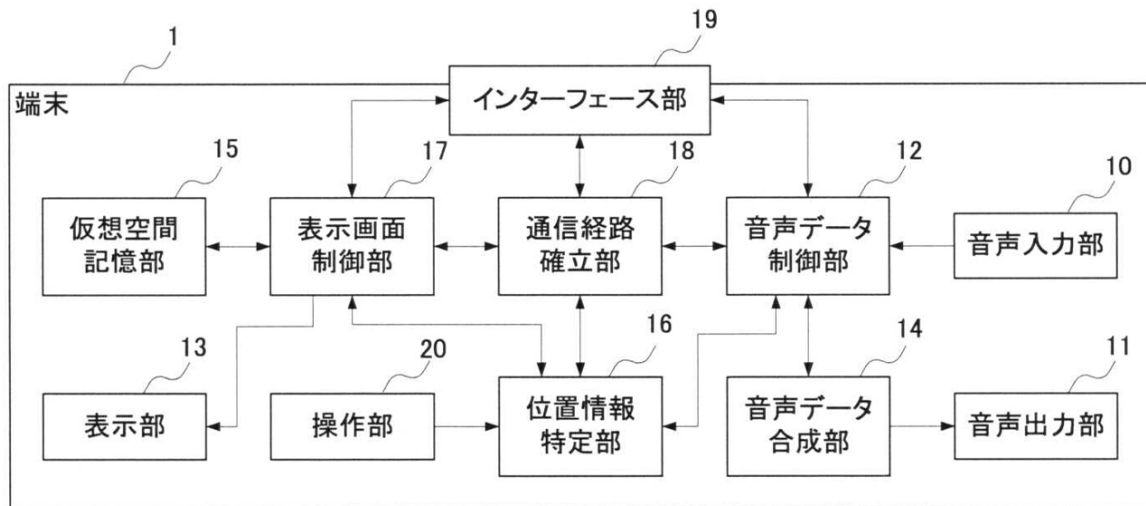 19
1
端末
インターフェース部
15
17
18
12
10
仮想空間
記憶部
表示画面
制御部
通信経路
確立部
音声データ
制御部
音声入力部
13
20
16
14
11
表示部
操作部
位置情報
特定部
音声データ
合成部
音声出力部